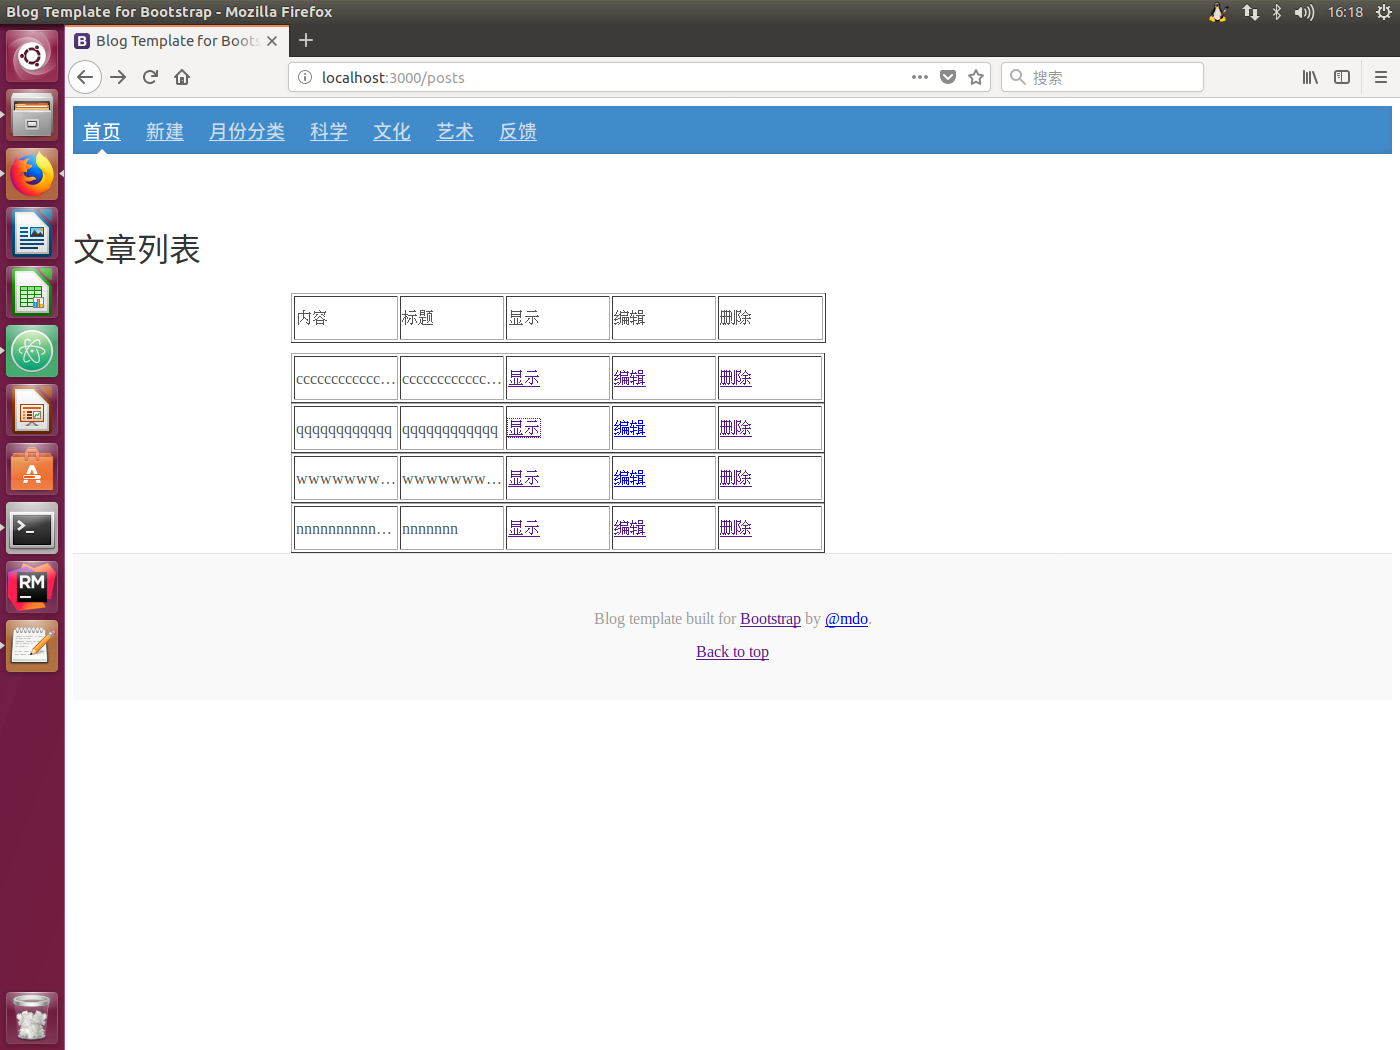 Blog Template for Bootstrap - Mozilla Firefox
16:18
B Blog Template for Boots
localhost:3000/posts
搜索
首页 新建 月份分类 科学 文化 艺术 反馈
文章列表
内容 标题 显示 编辑 删除
cccccccccccc… cccccccccccc… 显示 编辑 删除
qqqqqqqqqqqq qqqqqqqqqqqq 显示 编辑 删除
wwwwwww… wwwwwww… 显示 编辑 删除
nnnnnnnnnn… nnnnnnn 显示 编辑 删除
RM
Blog template built for Bootstrap by @mdo.
Back to top